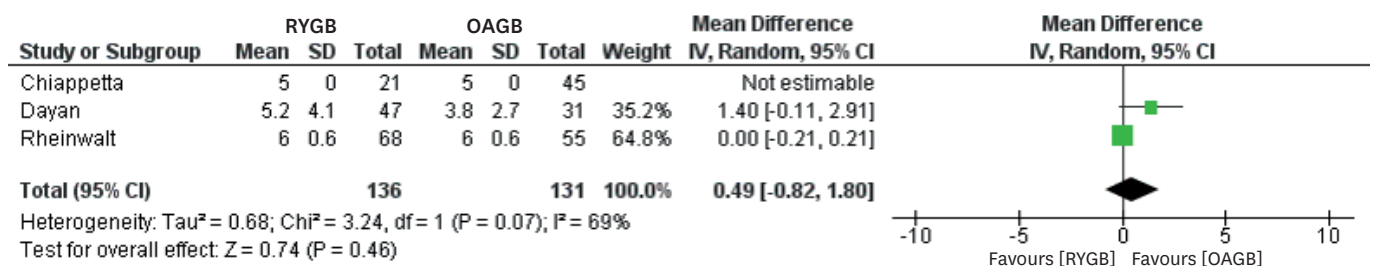 RYGB OAGB Mean Difference Mean Difference
Study or Subgroup Mean SD Total Mean SD Total Weight IV, Random, 95% CI IV, Random, 95% CI
Chiappetta 5 0 21 5 0 45 Not estimable
Dayan 5.2 4.1 47 3.8 2.7 31 35.2% 1.40 [-0.11, 2.91]
Rheinwalt 6 0.6 68 6 0.6 55 64.8% 0.00 [-0.21, 0.21]
Total (95% CI) 136 131 100.0% 0.49 [-0.82, 1.80]
Heterogeneity: Tau² = 0.68; Chi² = 3.24, df = 1 (P = 0.07); I² = 69%
Test for overall effect: Z = 0.74 (P = 0.46)
-10 -5 0 5 10
Favours [RYGB] Favours [OAGB]